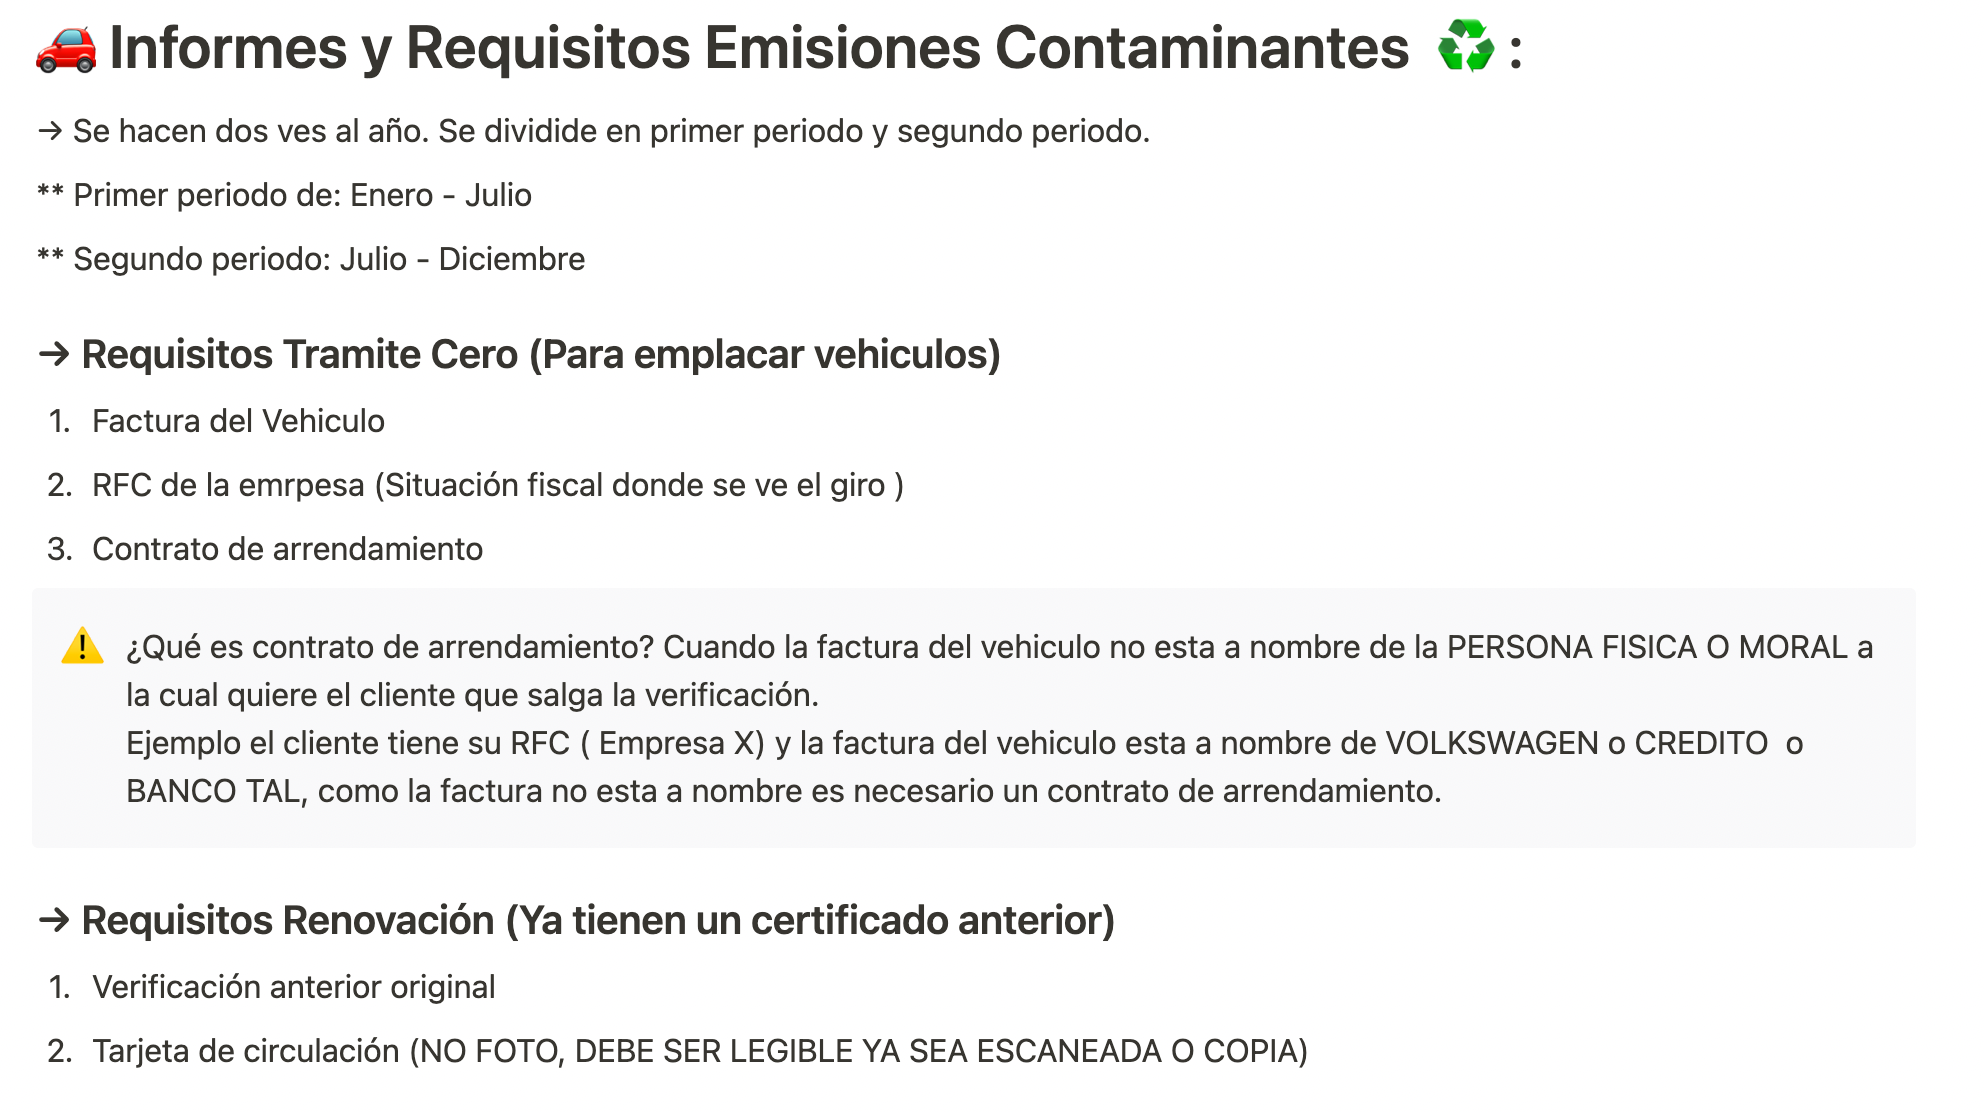 🚗 Informes y Requisitos Emisiones Contaminantes ♻️ :
→ Se hacen dos ves al año. Se divididide en primer periodo y segundo periodo.
** Primer periodo de: Enero - Julio
** Segundo periodo: Julio - Diciembre
→ Requisitos Tramite Cero (Para emplacar vehiculos)
1. Factura del Vehiculo
2. RFC de la emrpesa (Situación fiscal donde se ve el giro )
3. Contrato de arrendamiento
⚠️ ¿Qué es contrato de arrendamiento? Cuando la factura del vehiculo no esta a nombre de la PERSONA FISICA O MORAL a
la cual quiere el cliente que salga la verificación.
Ejemplo el cliente tiene su RFC ( Empresa X) y la factura del vehiculo esta a nombre de VOLKSWAGEN o CREDITO o
BANCO TAL, como la factura no esta a nombre es necesario un contrato de arrendamiento.
→ Requisitos Renovación (Ya tienen un certificado anterior)
1. Verificación anterior original
2. Tarjeta de circulación (NO FOTO, DEBE SER LEGIBLE YA SEA ESCANEADA O COPIA)